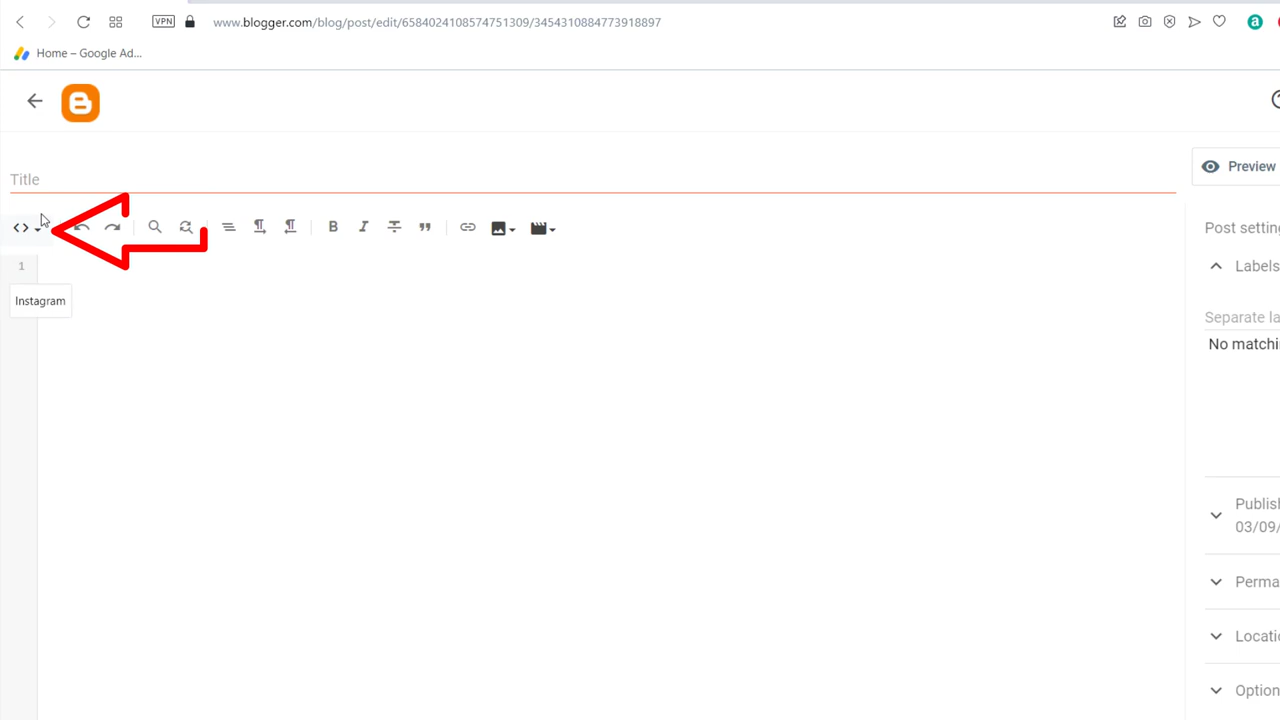 VPN
www.blogger.com/blog/post/edit/6584024108574751309/3454310884773918897
a
Home – Google Ad...
Title
Preview
B
1
Instagram
Post setting
Labels
Separate la
No matchi
Publish
03/09/
Perma
Locatio
Option